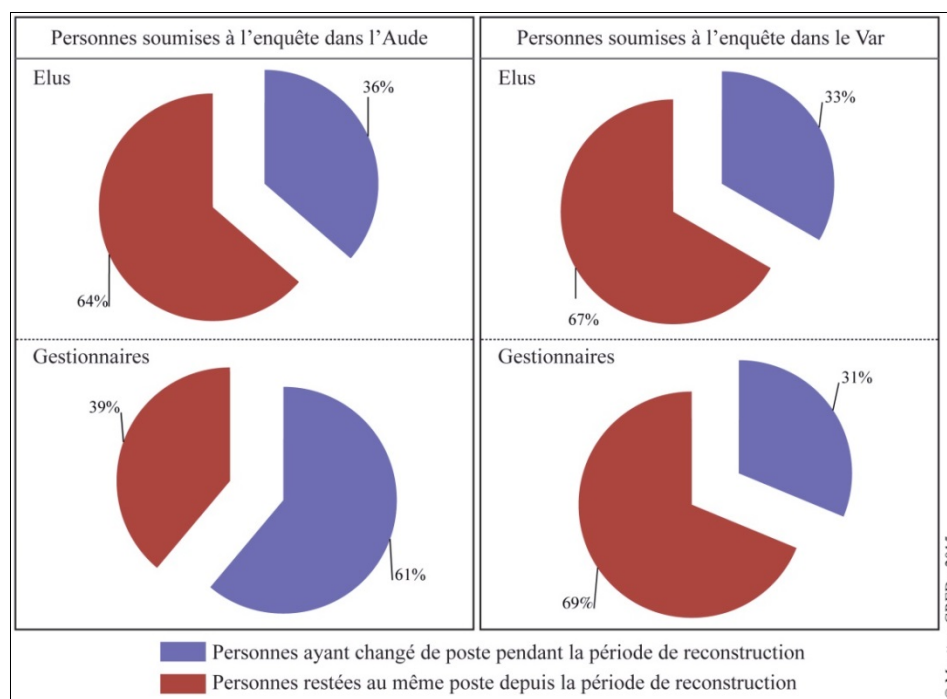 Personnes soumises à l'enquête dans l'Aude
Elus
36%
64%
Gestionnaires
39%
61%
Personnes soumises à l'enquête dans le Var
Elus
33%
67%
Gestionnaires
31%
69%
Personnes ayant changé de poste pendant la période de reconstruction
Personnes restées au même poste depuis la période de reconstruction